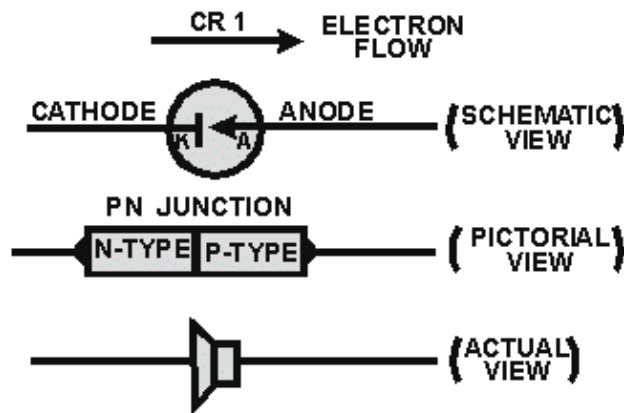 CR 1
ELECTRON
FLOW
CATHODE
ANODE
K
A
(SCHEMATIC
VIEW)
PN JUNCTION
N-TYPE
P-TYPE
(PICTORIAL
VIEW)
(ACTUAL
VIEW)